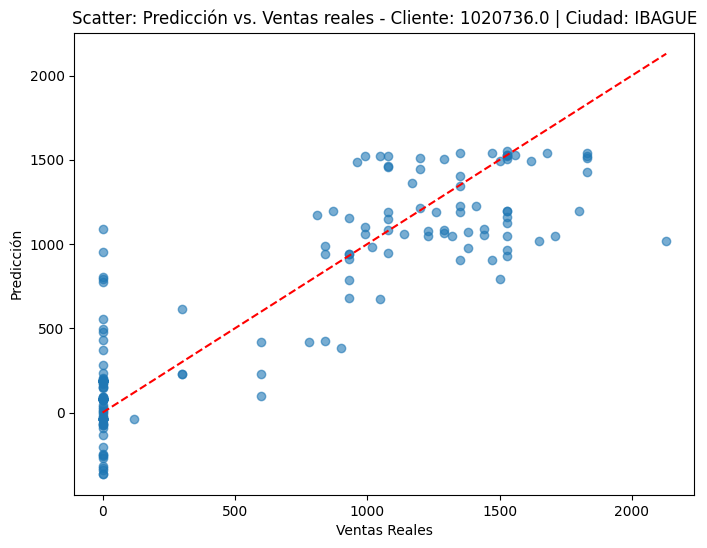 Scatter: Predicción vs. Ventas reales - Cliente: 1020736.0 | Ciudad: IBAGUE
2000
1500
1000
500
0
Predicción
0 500 1000 1500 2000
Ventas Reales